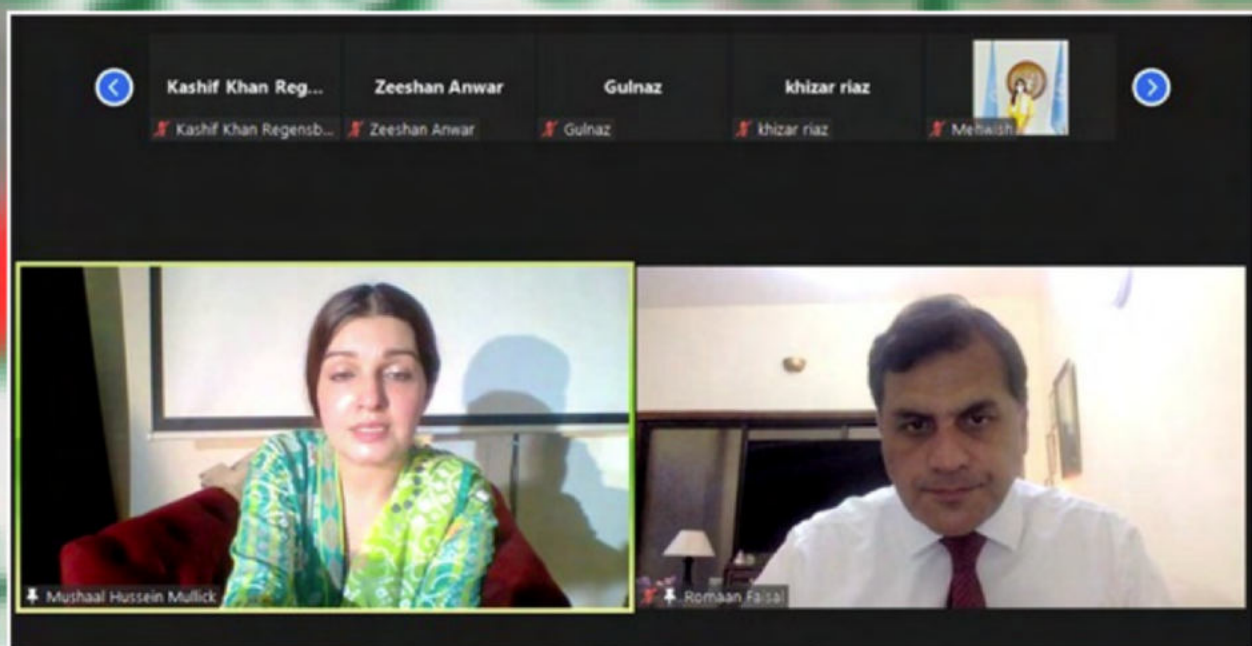 Kashif Khan Reg...
Zeeshan Anwar
Gulnaz
khizar riaz
Kashif Khan Regensb...
Zeeshan Anwar
Gulnaz
khizar riaz
Mehwish
Mushaal Hussein Mullick
Romaan Faisal